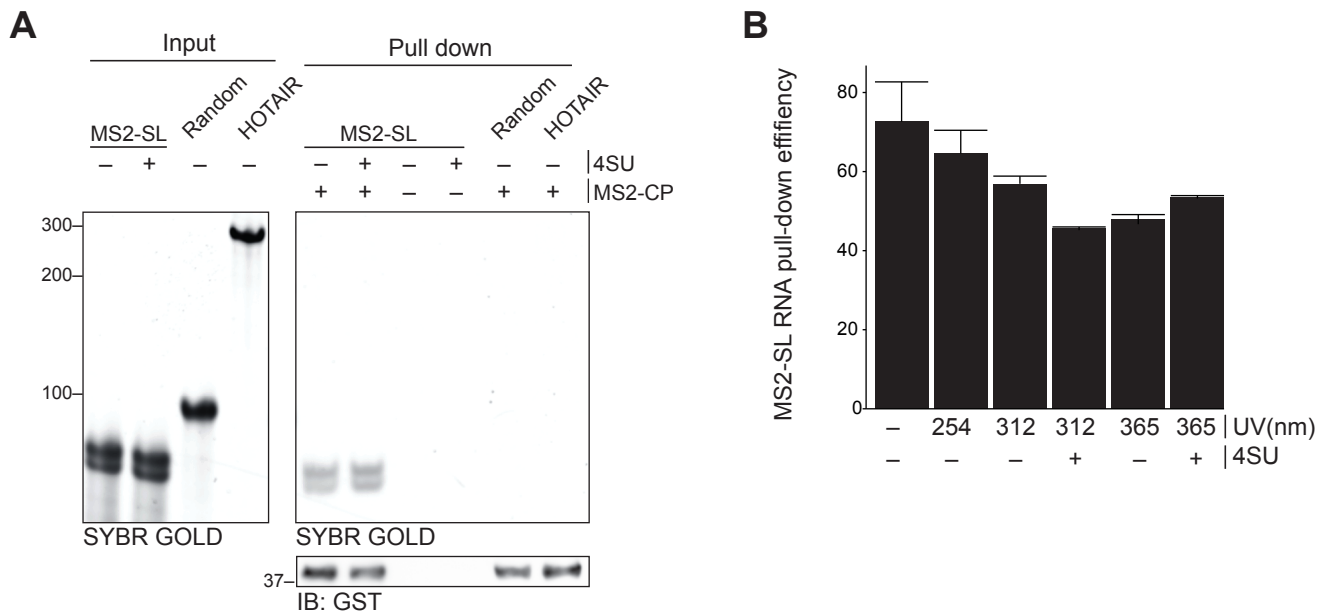 A
Input
Pull down
Random
HOTAIR
Random
HOTAIR
MS2-SL
MS2-SL
– + – – – + – + – – |4SU
+ + – – + + |MS2-CP
300
200
100
SYBR GOLD
SYBR GOLD
37
IB: GST
B
MS2-SL RNA pull-down effifiency
80
60
40
20
0
– 254 312 312 365 365 |UV(nm)
– – – + – + |4SU